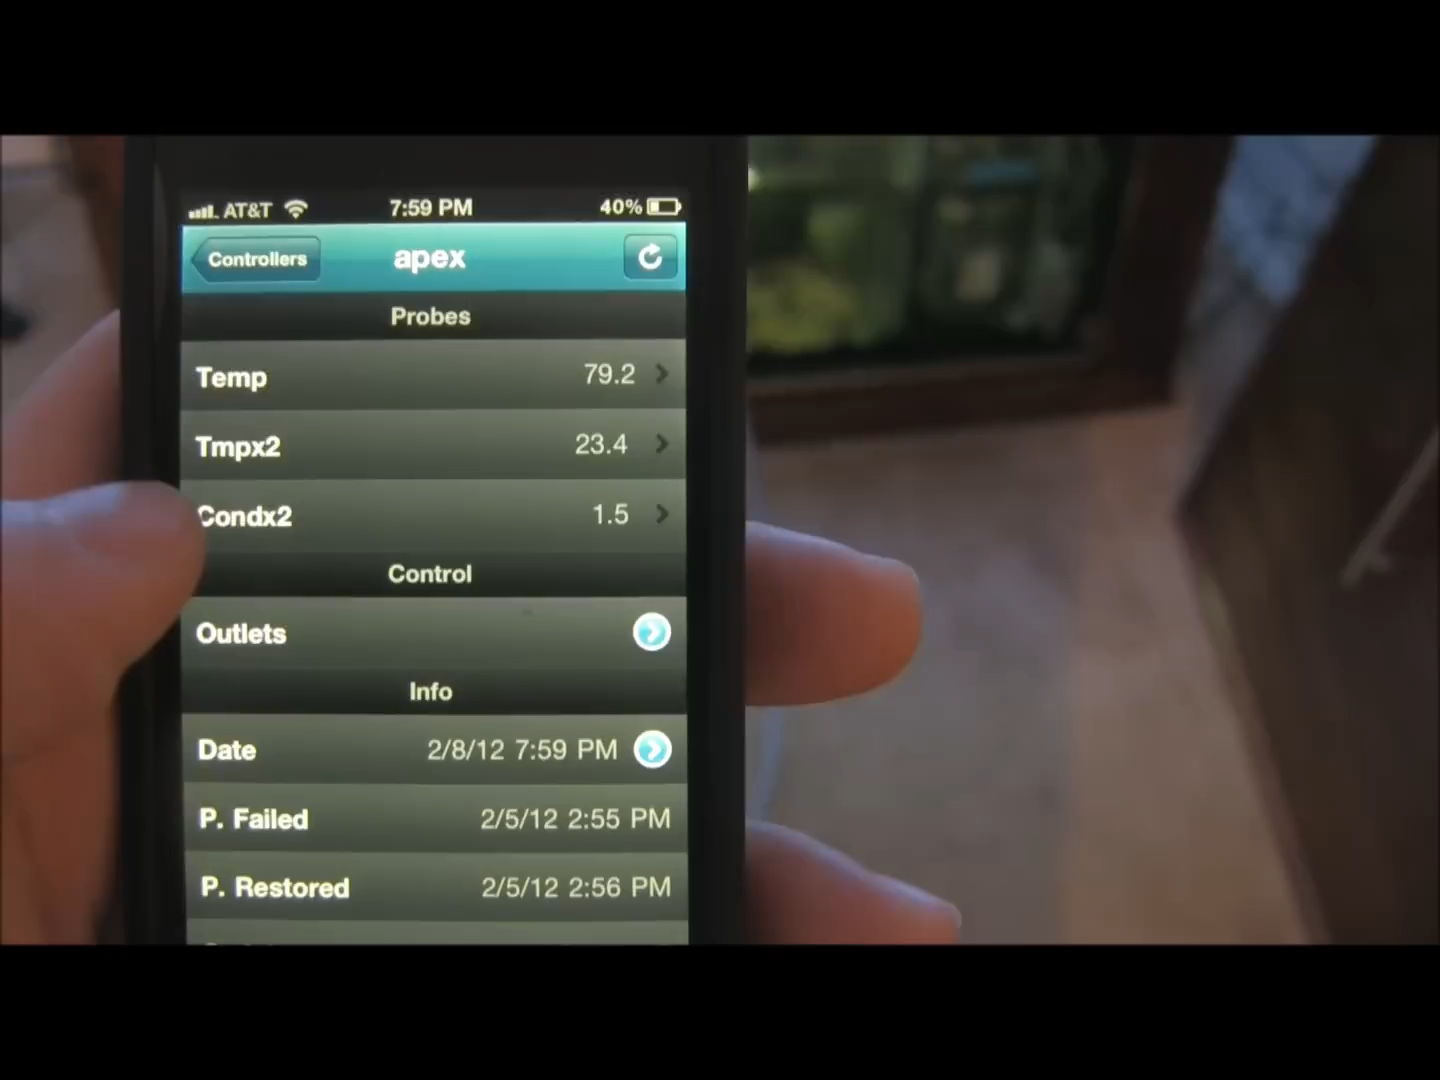 AT&T 7:59 PM 40%
Controllers apex
Probes
Temp 79.2
Tmpx2 23.4
Condx2 1.5
Control
Outlets
Info
Date 2/8/12 7:59 PM
P. Failed 2/5/12 2:55 PM
P. Restored 2/5/12 2:56 PM